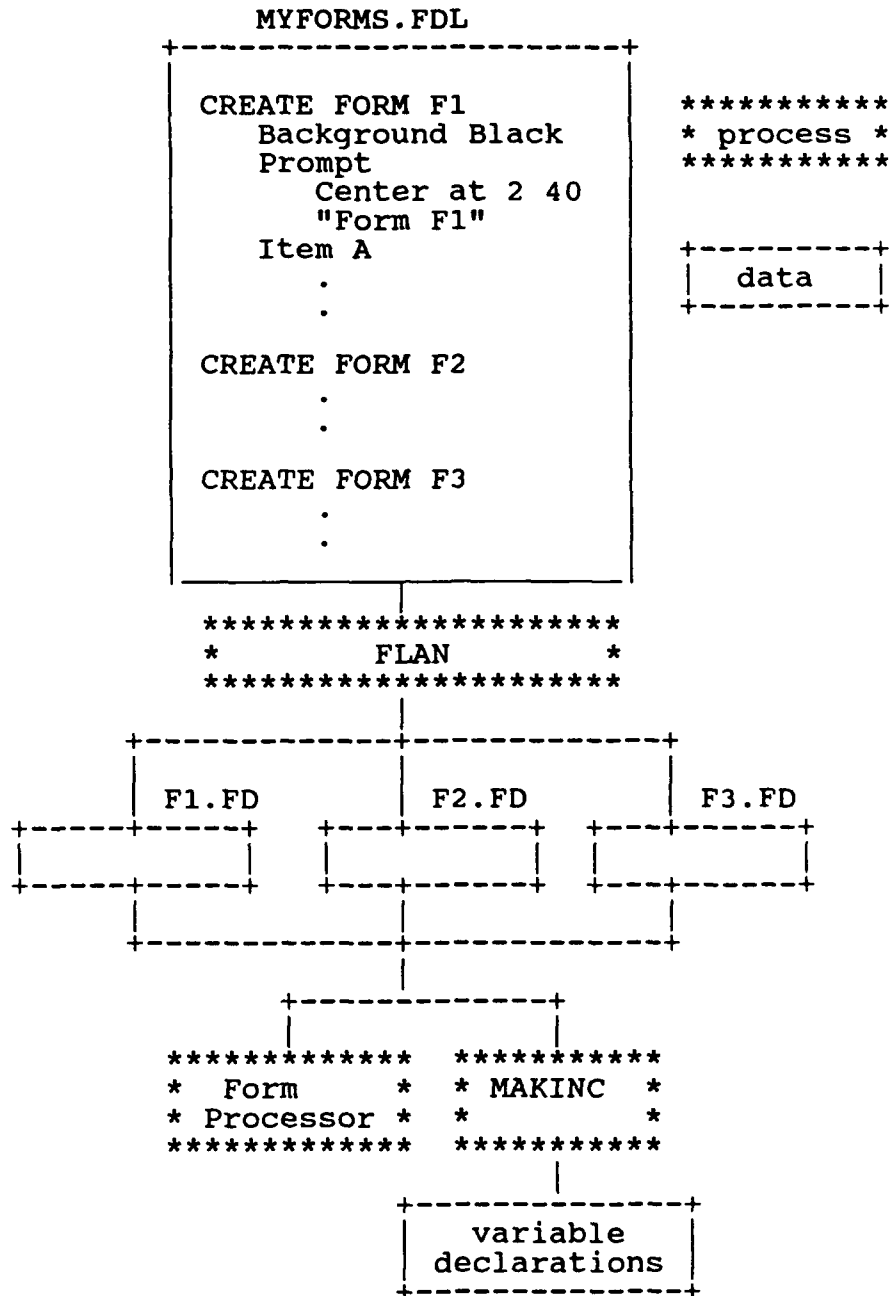 MYFORMS.FDL
CREATE FORM F1
Background Black
Prompt
Center at 2 40
"Form F1"
Item A
.
.
CREATE FORM F2
.
.
CREATE FORM F3
.
.
***********
* process *
***********
data
**********************
* FLAN *
**********************
F1.FD
F2.FD
F3.FD
*************
* Form *
* Processor *
*************
***********
* MAKINC *
* *
***********
variable
declarations